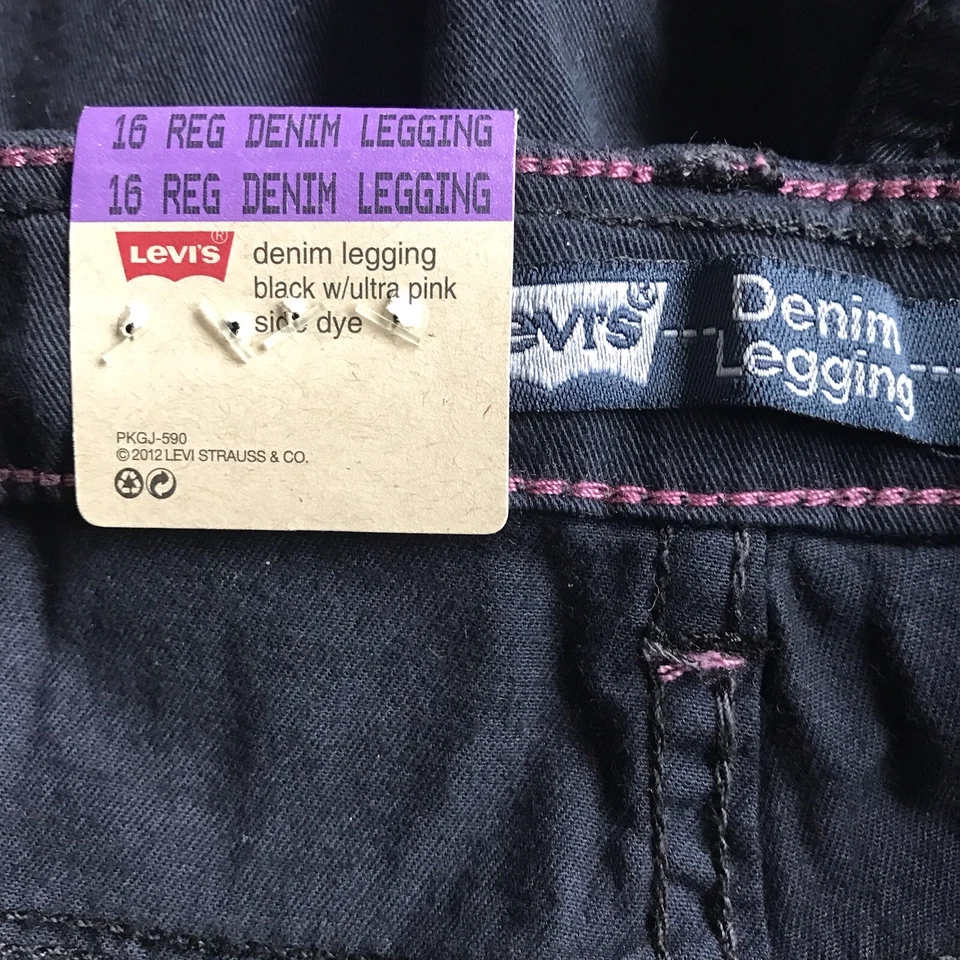 16 REG DENIM LEGGING
16 REG DENIM LEGGING
LEVI'S®
denim legging
black w/ultra pink
side dye
PKGJ-590
© 2012 LEVI STRAUSS & CO.
evi's®
Denim
Legging